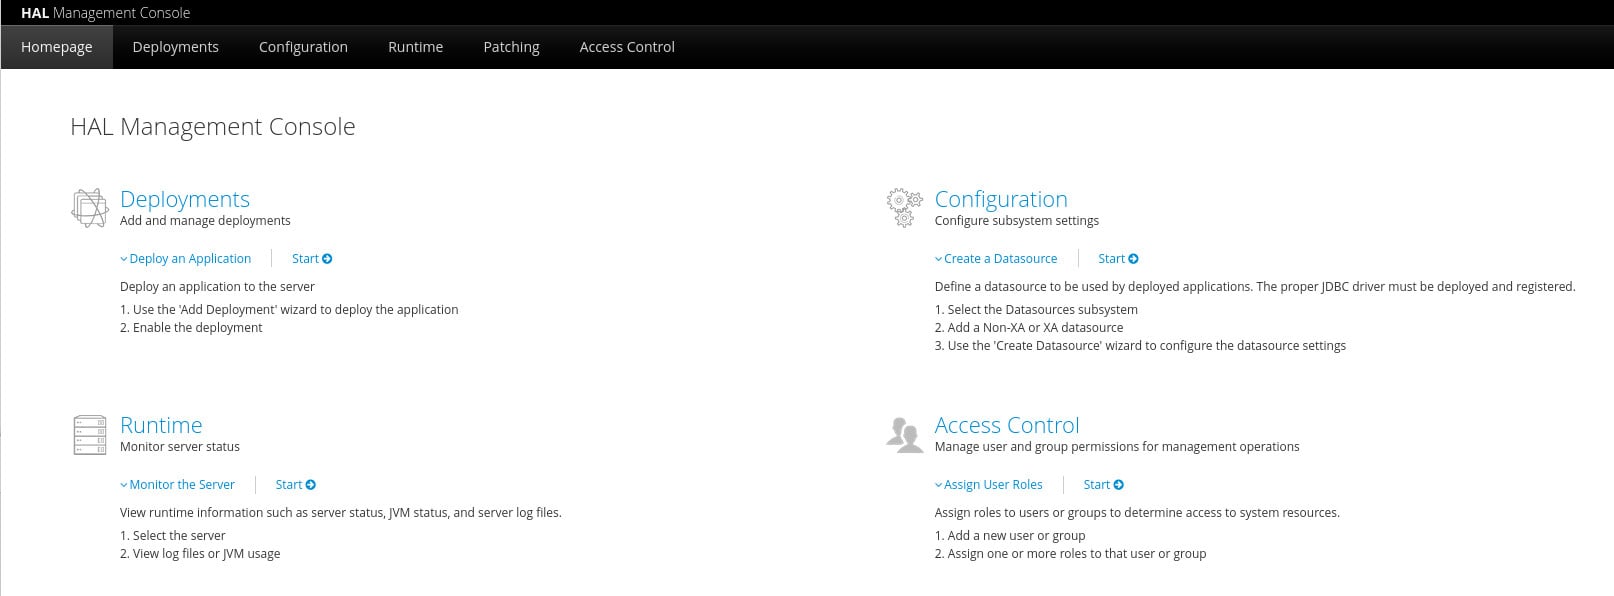 HAL Management Console
Homepage Deployments Configuration Runtime Patching Access Control
HAL Management Console
Deployments
Add and manage deployments
Deploy an Application Start
Deploy an application to the server
1. Use the 'Add Deployment' wizard to deploy the application
2. Enable the deployment
Configuration
Configure subsystem settings
Create a Datasource Start
Define a datasource to be used by deployed applications. The proper JDBC driver must be deployed and registered.
1. Select the Datasources subsystem
2. Add a Non-XA or XA datasource
3. Use the 'Create Datasource' wizard to configure the datasource settings
Runtime
Monitor server status
Monitor the Server Start
View runtime information such as server status, JVM status, and server log files.
1. Select the server
2. View log files or JVM usage
Access Control
Manage user and group permissions for management operations
Assign User Roles Start
Assign roles to users or groups to determine access to system resources.
1. Add a new user or group
2. Assign one or more roles to that user or group